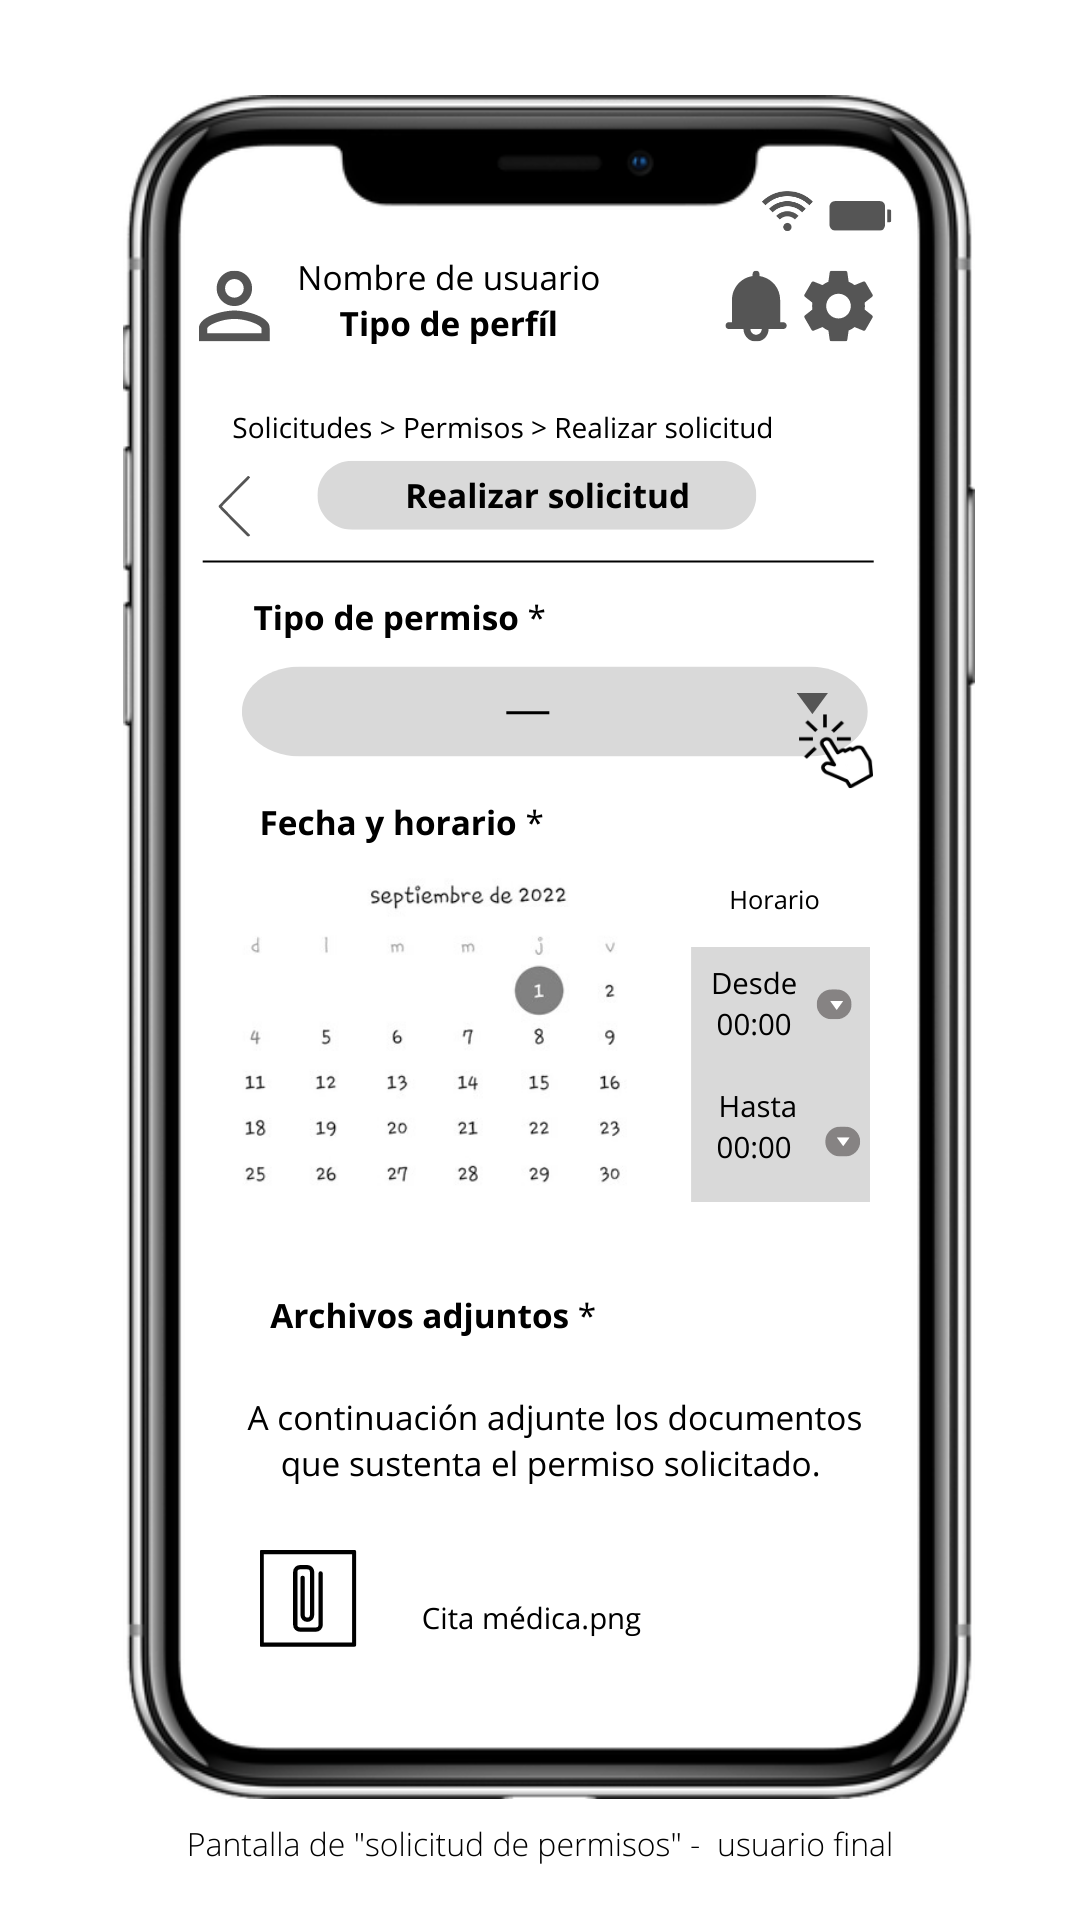 Nombre de usuario
Tipo de perfíl
Solicitudes > Permisos > Realizar solicitud
Realizar solicitud
Tipo de permiso *
—
Fecha y horario *
septiembre de 2022
d l m m j v
1 2
4 5 6 7 8 9
11 12 13 14 15 16
18 19 20 21 22 23
25 26 27 28 29 30
Horario
Desde
00:00
Hasta
00:00
Archivos adjuntos *
A continuación adjunte los documentos
que sustenta el permiso solicitado.
Cita médica.png
Pantalla de "solicitud de permisos" - usuario final